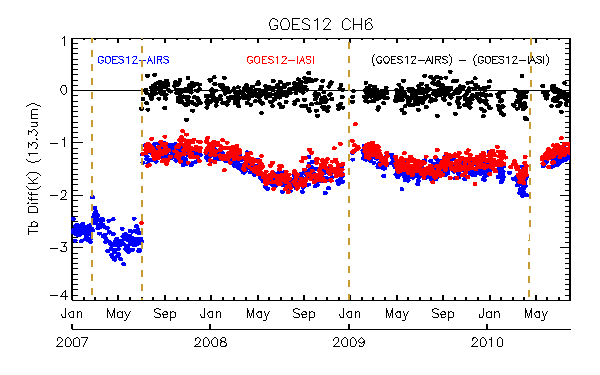 GOES12 CH6
1
GOES12-AIRS GOES12-IASI (GOES12-AIRS) - (GOES12-IASI)
0
-1
-2
-3
-4
Tb Diff(K) (13.3um)
Jan May Sep Jan May Sep Jan May Sep Jan May
2007 2008 2009 2010